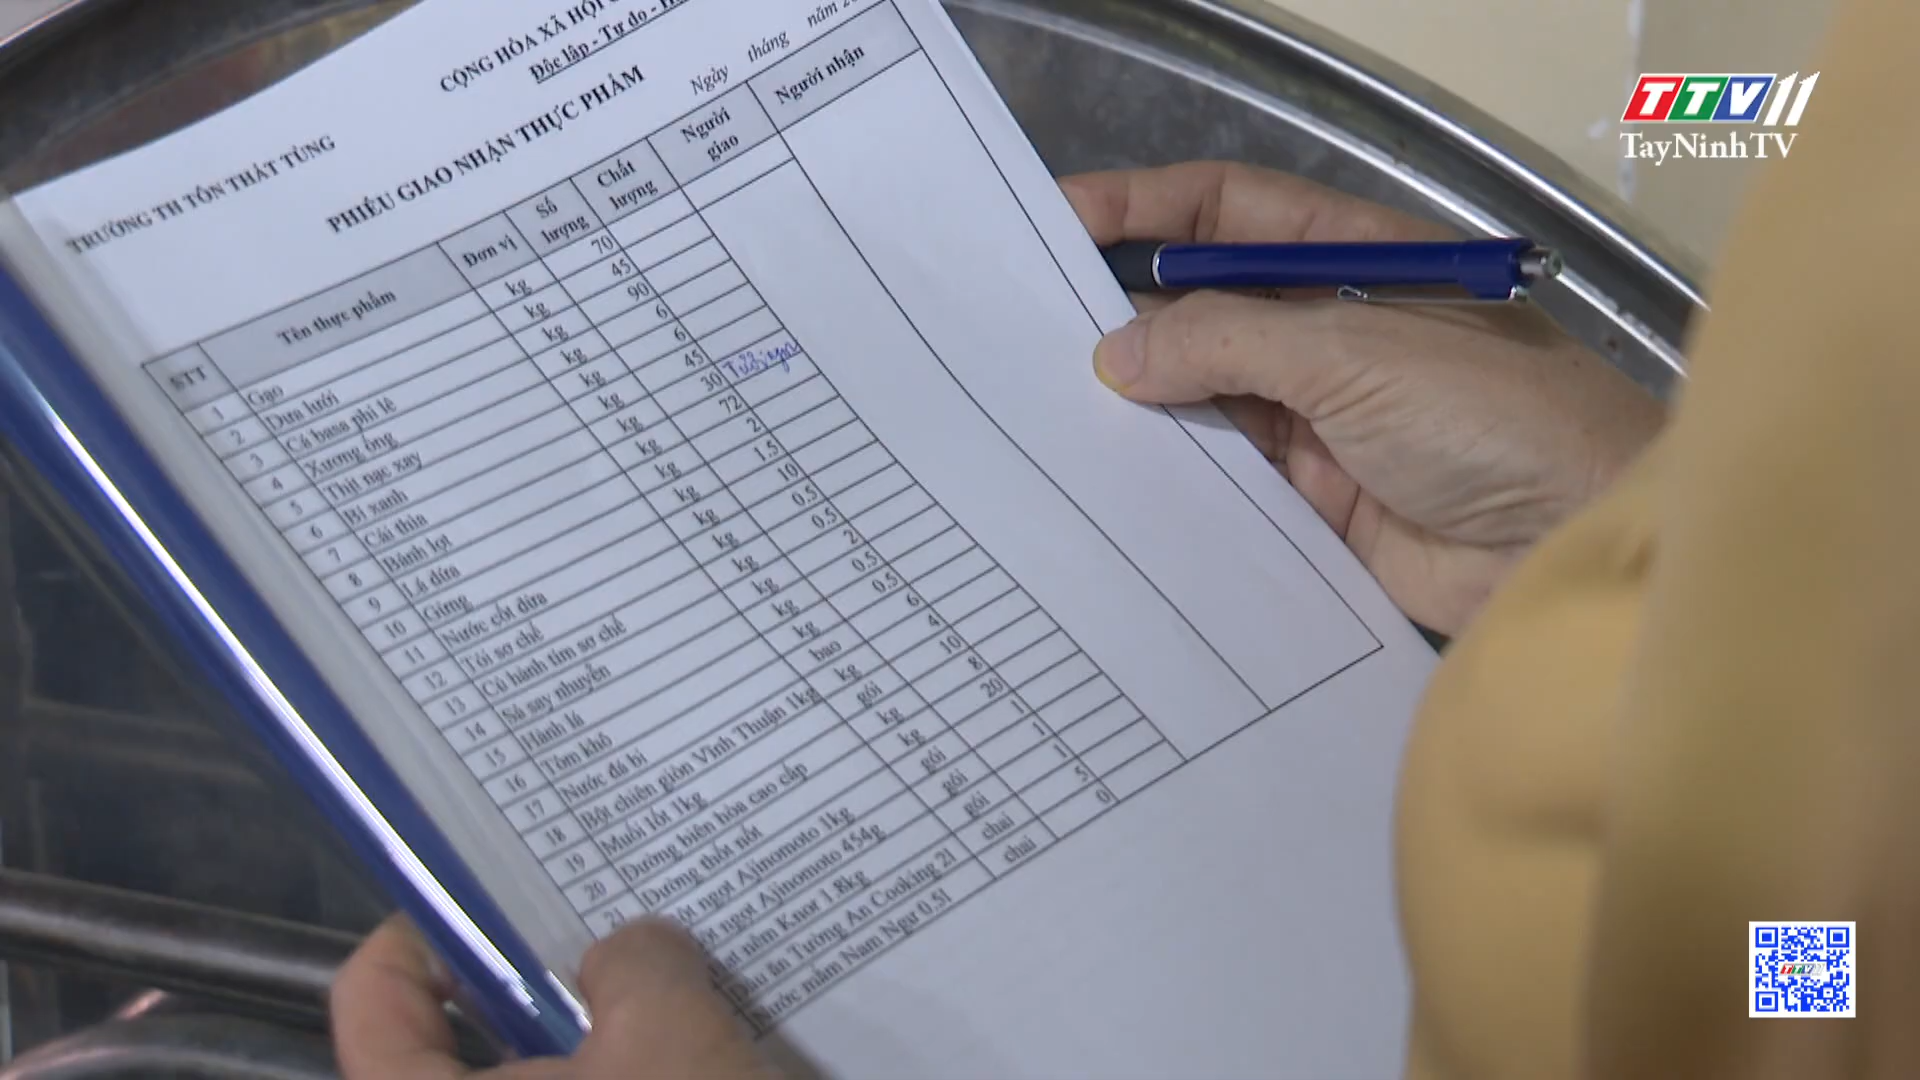 CỘNG HÒA XÃ HỘI
Độc lập - Tự do -
TRƯỜNG TH TÔN THẤT TÙNG
PHIẾU GIAO NHẬN THỰC PHẨM
Ngày tháng năm
STT Tên thực phẩm Đơn vị Số lượng Chất lượng Người giao Người nhận
1 Gạo kg 70
2 Dưa lưới kg 45
3 Cá basa phi lê kg 90
4 Xương ống kg 6
5 Thịt nạc xay kg 6
6 Bí xanh kg 45
7 Cải thìa kg 30
8 Bánh lọt kg 72
9 Lá dứa kg 2
10 Gừng kg 1.5
11 Nước cốt dừa kg 10
12 Tỏi sơ chế kg 0.5
13 Củ hành tím sơ chế kg 0.5
14 Sả say nhuyễn kg 2
15 Hành lá kg 0.5
16 Tôm khô kg 0.5
17 Nước đá bi bao 6
18 Bột chiên giòn Vĩnh Thuận 1kg kg 4
19 Muối Iốt 1kg gói 10
20 Đường biên hòa cao cấp kg 8
21 Đường thốt nốt kg 20
ngọt Ajinomoto 1kg gói 1
ngọt Ajinomoto 454g gói 1
nêm Knor 1.8kg gói 1
Dầu ăn Tường An Cooking 2l chai 5
Nước mắm Nam Ngư 0.5l chai 0
TTV11
TayNinhTV